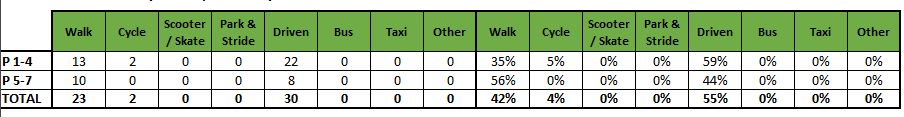 Walk Cycle Scooter / Skate Park & Stride Driven Bus Taxi Other Walk Cycle Scooter / Skate Park & Stride Driven Bus Taxi Other
P 1-4 13 2 0 0 22 0 0 0 35% 5% 0% 0% 59% 0% 0% 0%
P 5-7 10 0 0 0 8 0 0 0 56% 0% 0% 0% 44% 0% 0% 0%
TOTAL 23 2 0 0 30 0 0 0 42% 4% 0% 0% 55% 0% 0% 0%